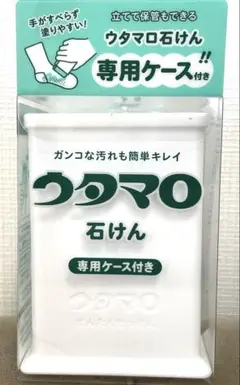 手がすべらず
塗りやすい!
立てて保管もできる
ウタマロ石けん
専用ケース付き!!
ガンコな汚れも簡単キレイ
ウタマロ
石けん
専用ケース付き
ウタマロ